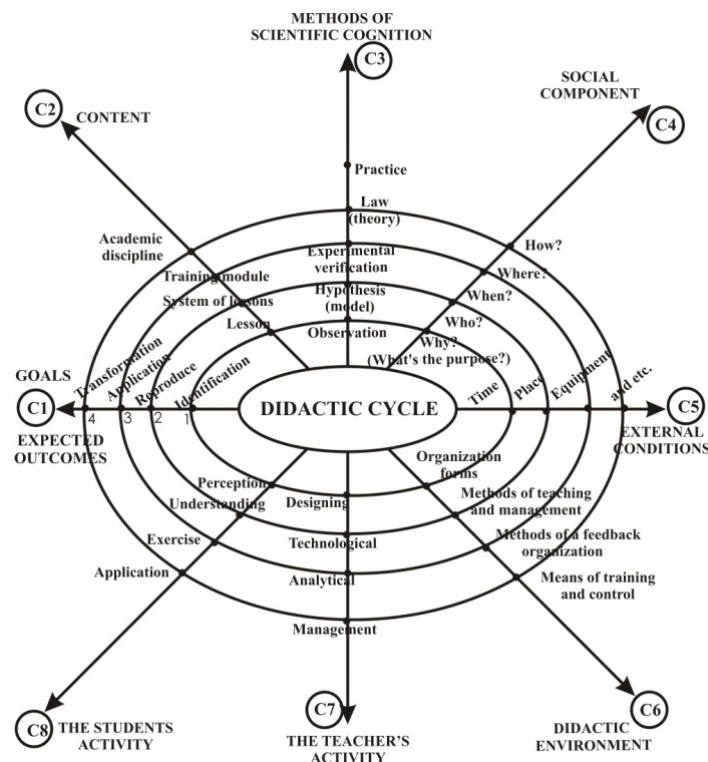 METHODS OF
SCIENTIFIC COGNITION
C3
SOCIAL
COMPONENT
C4
C2
CONTENT
Practice
Law
(theory)
Academic
discipline
How?
Experimental
verification
Where?
Training module
Hypothesis
(model)
When?
System of lessons
Who?
Lesson
Observation
Why?
(What's the purpose?)
Transformation
Application
Reproduce
Identification
Time
Place
Equipment
and etc.
GOALS
C1
EXPECTED
OUTCOMES
4
3
2
1
DIDACTIC CYCLE
C5
EXTERNAL
CONDITIONS
Organization
forms
Perception
Designing
Methods of teaching
and management
Understanding
Technological
Methods of a feedback
organization
Exercise
Analytical
Application
Means of training
and control
Management
C8
THE STUDENTS
ACTIVITY
C7
THE TEACHER'S
ACTIVITY
C6
DIDACTIC
ENVIRONMENT